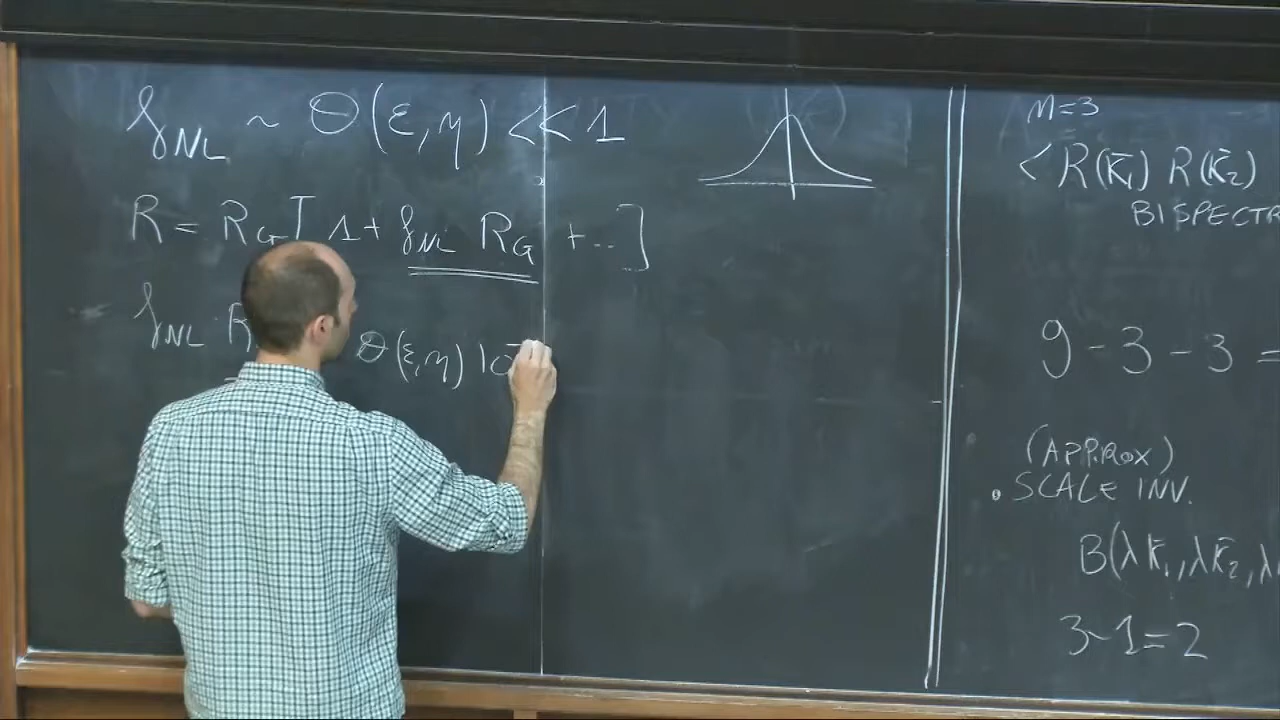 f_NL ~ O(ε,η) << 1
R = R_G [ 1 + f_NL R_G + ... ]
f_NL R O(ε,η) 10
n=3
<R(k̄₁) R(k̄₂)
BISPECTR
9 - 3 - 3 =
(APPROX)
• SCALE INV.
B(λk̄₁, λk̄₂, λ
3-1=2